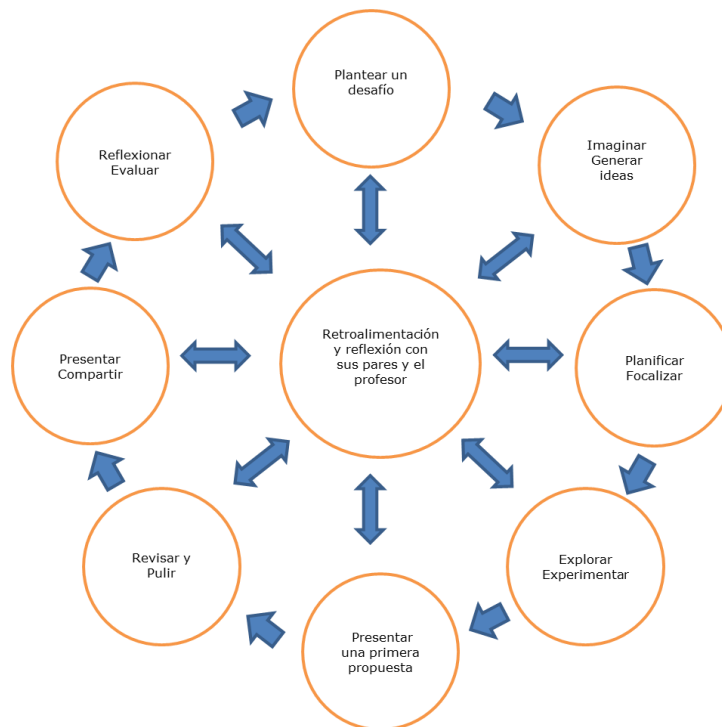 Plantear un
desafío
Imaginar
Generar
ideas
Planificar
Focalizar
Explorar
Experimentar
Presentar
una primera
propuesta
Revisar y
Pulir
Presentar
Compartir
Reflexionar
Evaluar
Retroalimentación
y reflexión con
sus pares y el
profesor